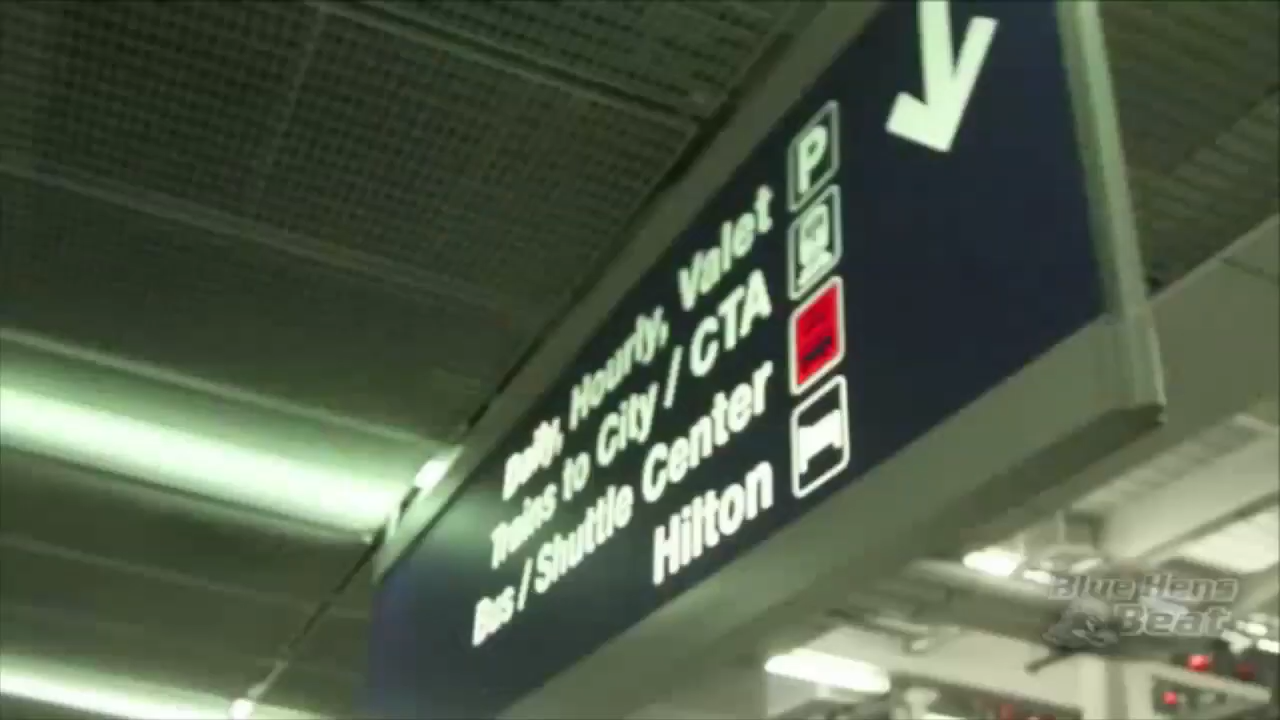 Daily, Hourly, Valet P
Trains to City / CTA
Bus / Shuttle Center
Hilton
Blue Hens
Beat